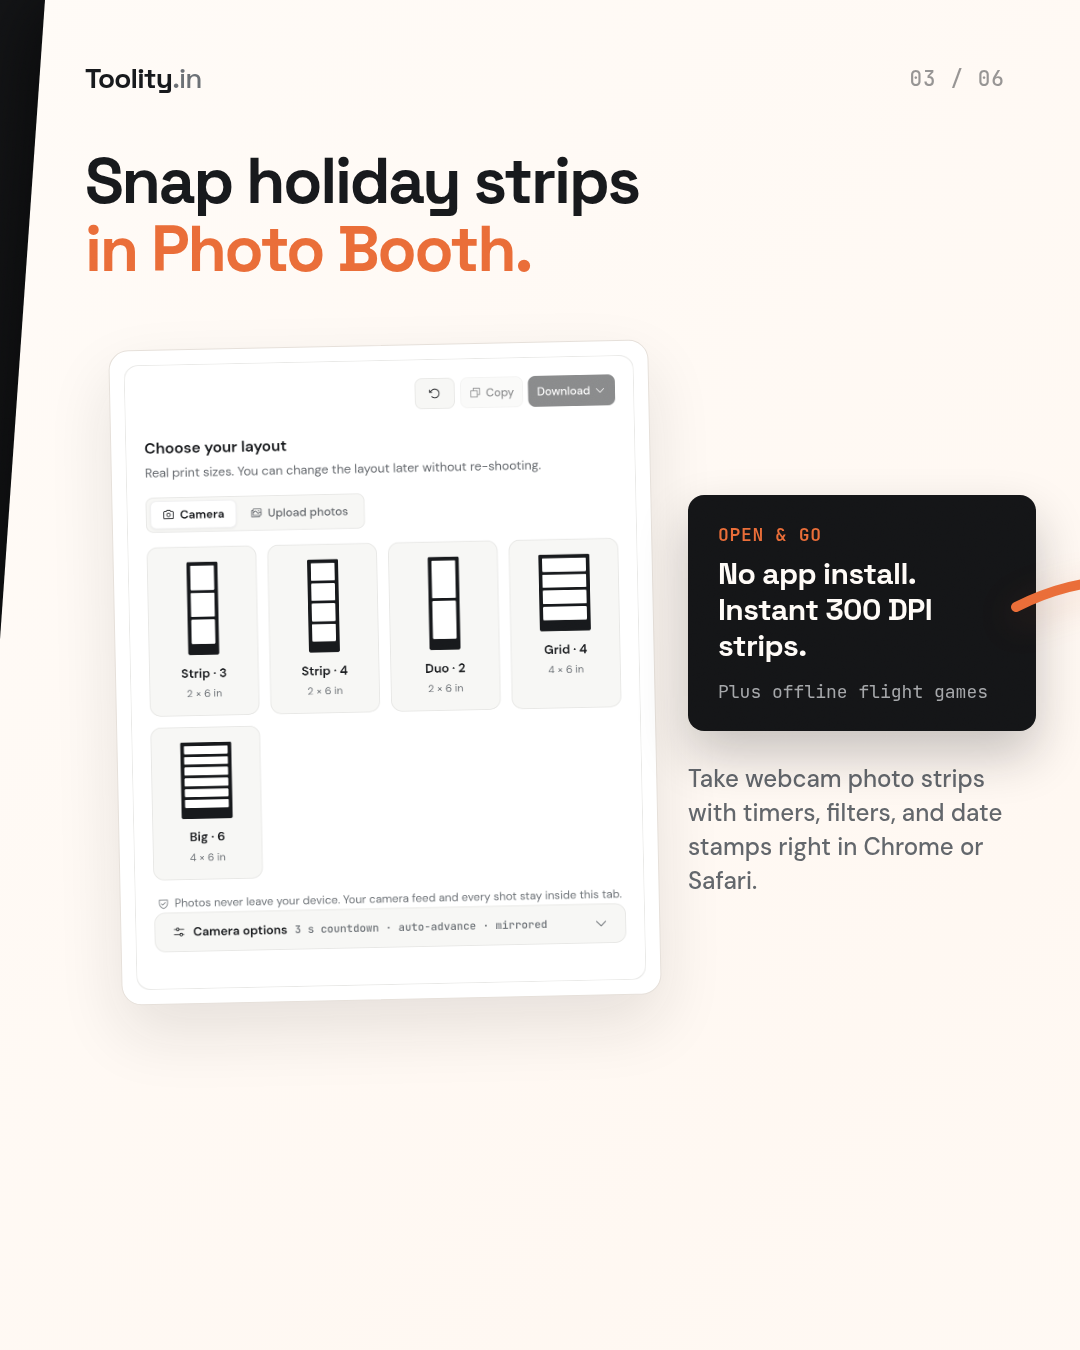 Toolity.in
03 / 06
Snap holiday strips
in Photo Booth.
Copy
Download
Choose your layout
Real print sizes. You can change the layout later without re-shooting.
Camera
Upload photos
Strip · 3
2 × 6 in
Strip · 4
2 × 6 in
Duo · 2
2 × 6 in
Grid · 4
4 × 6 in
Big · 6
4 × 6 in
Photos never leave your device. Your camera feed and every shot stay inside this tab.
Camera options 3 s countdown · auto-advance · mirrored
OPEN & GO
No app install.
Instant 300 DPI
strips.
Plus offline flight games
Take webcam photo strips
with timers, filters, and date
stamps right in Chrome or
Safari.